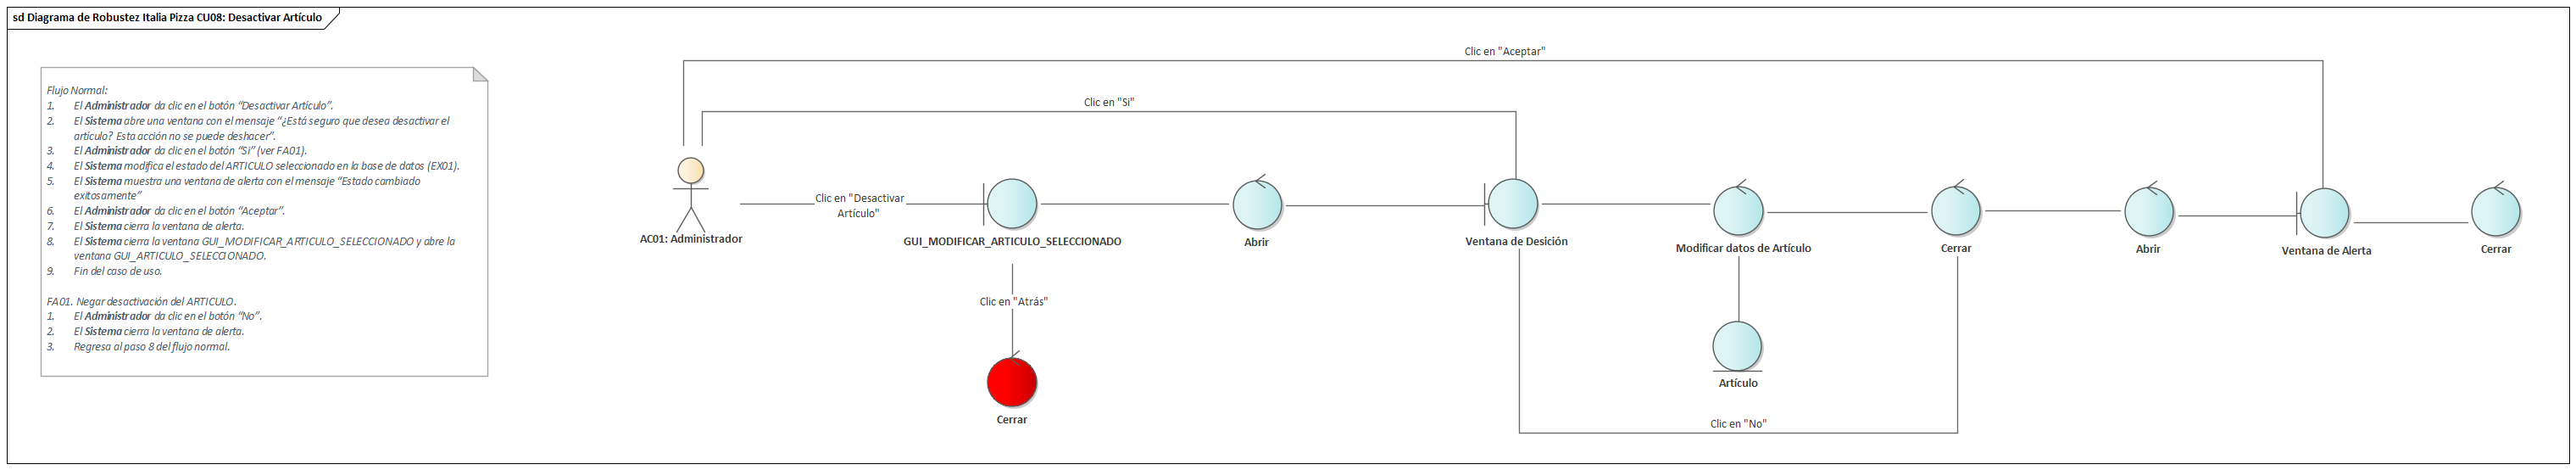 sd Diagrama de Robustez Italia Pizza CU08: Desactivar Artículo
Flujo Normal:
1. El Administrador da clic en el botón “Desactivar Artículo”.
2. El Sistema abre una ventana con el mensaje “¿Está seguro que desea desactivar el
artículo? Esta acción no se puede deshacer”.
3. El Administrador da clic en el botón “Si” (ver FA01).
4. El Sistema modifica el estado del ARTICULO seleccionado en la base de datos (EX01).
5. El Sistema muestra una ventana de alerta con el mensaje “Estado cambiado
exitosamente”
6. El Administrador da clic en el botón “Aceptar”.
7. El Sistema cierra la ventana de alerta.
8. El Sistema cierra la ventana GUI_MODIFICAR_ARTICULO_SELECCIONADO y abre la
ventana GUI_ARTICULO_SELECCIONADO.
9. Fin del caso de uso.
FA01. Negar desactivación del ARTICULO.
1. El Administrador da clic en el botón “No”.
2. El Sistema cierra la ventana de alerta.
3. Regresa al paso 8 del flujo normal.
Clic en "Aceptar"
Clic en "Si"
Clic en "Desactivar
Artículo"
AC01: Administrador
GUI_MODIFICAR_ARTICULO_SELECCIONADO
Abrir
Ventana de Desición
Modificar datos de Artículo
Cerrar
Abrir
Ventana de Alerta
Cerrar
Clic en "Atrás"
Cerrar
Artículo
Clic en "No"